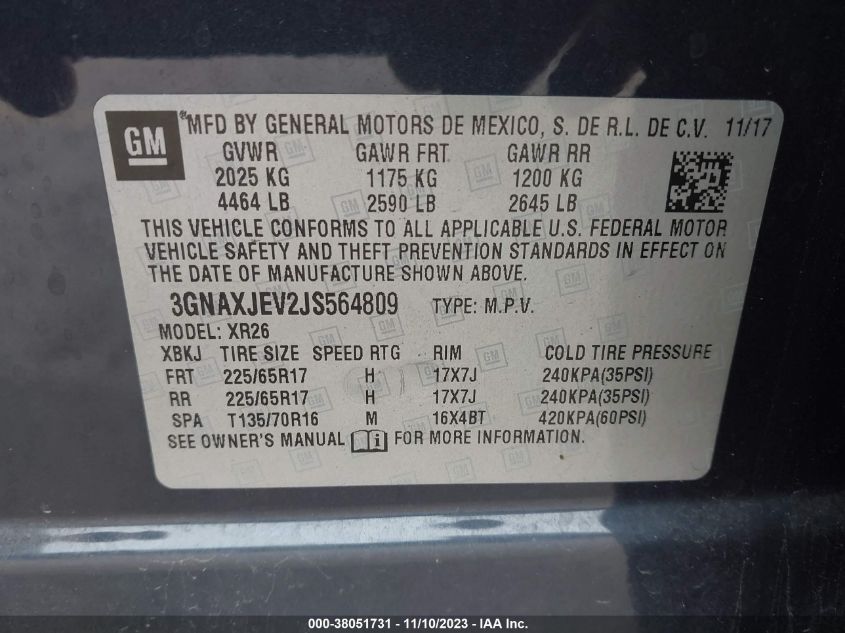 GM
MFD BY GENERAL MOTORS DE MEXICO, S. DE R.L. DE C.V. 11/17
GVWR GAWR FRT GAWR RR
2025 KG 1175 KG 1200 KG
4464 LB 2590 LB 2645 LB
THIS VEHICLE CONFORMS TO ALL APPLICABLE U.S. FEDERAL MOTOR
VEHICLE SAFETY AND THEFT PREVENTION STANDARDS IN EFFECT ON
THE DATE OF MANUFACTURE SHOWN ABOVE.
3GNAXJEV2JS564809 TYPE: M.P.V.
MODEL: XR26
XBKJ TIRE SIZE SPEED RTG RIM COLD TIRE PRESSURE
FRT 225/65R17 H 17X7J 240KPA(35PSI)
RR 225/65R17 H 17X7J 240KPA(35PSI)
SPA T135/70R16 M 16X4BT 420KPA(60PSI)
SEE OWNER'S MANUAL FOR MORE INFORMATION.
000-38051731 - 11/10/2023 - IAA Inc.